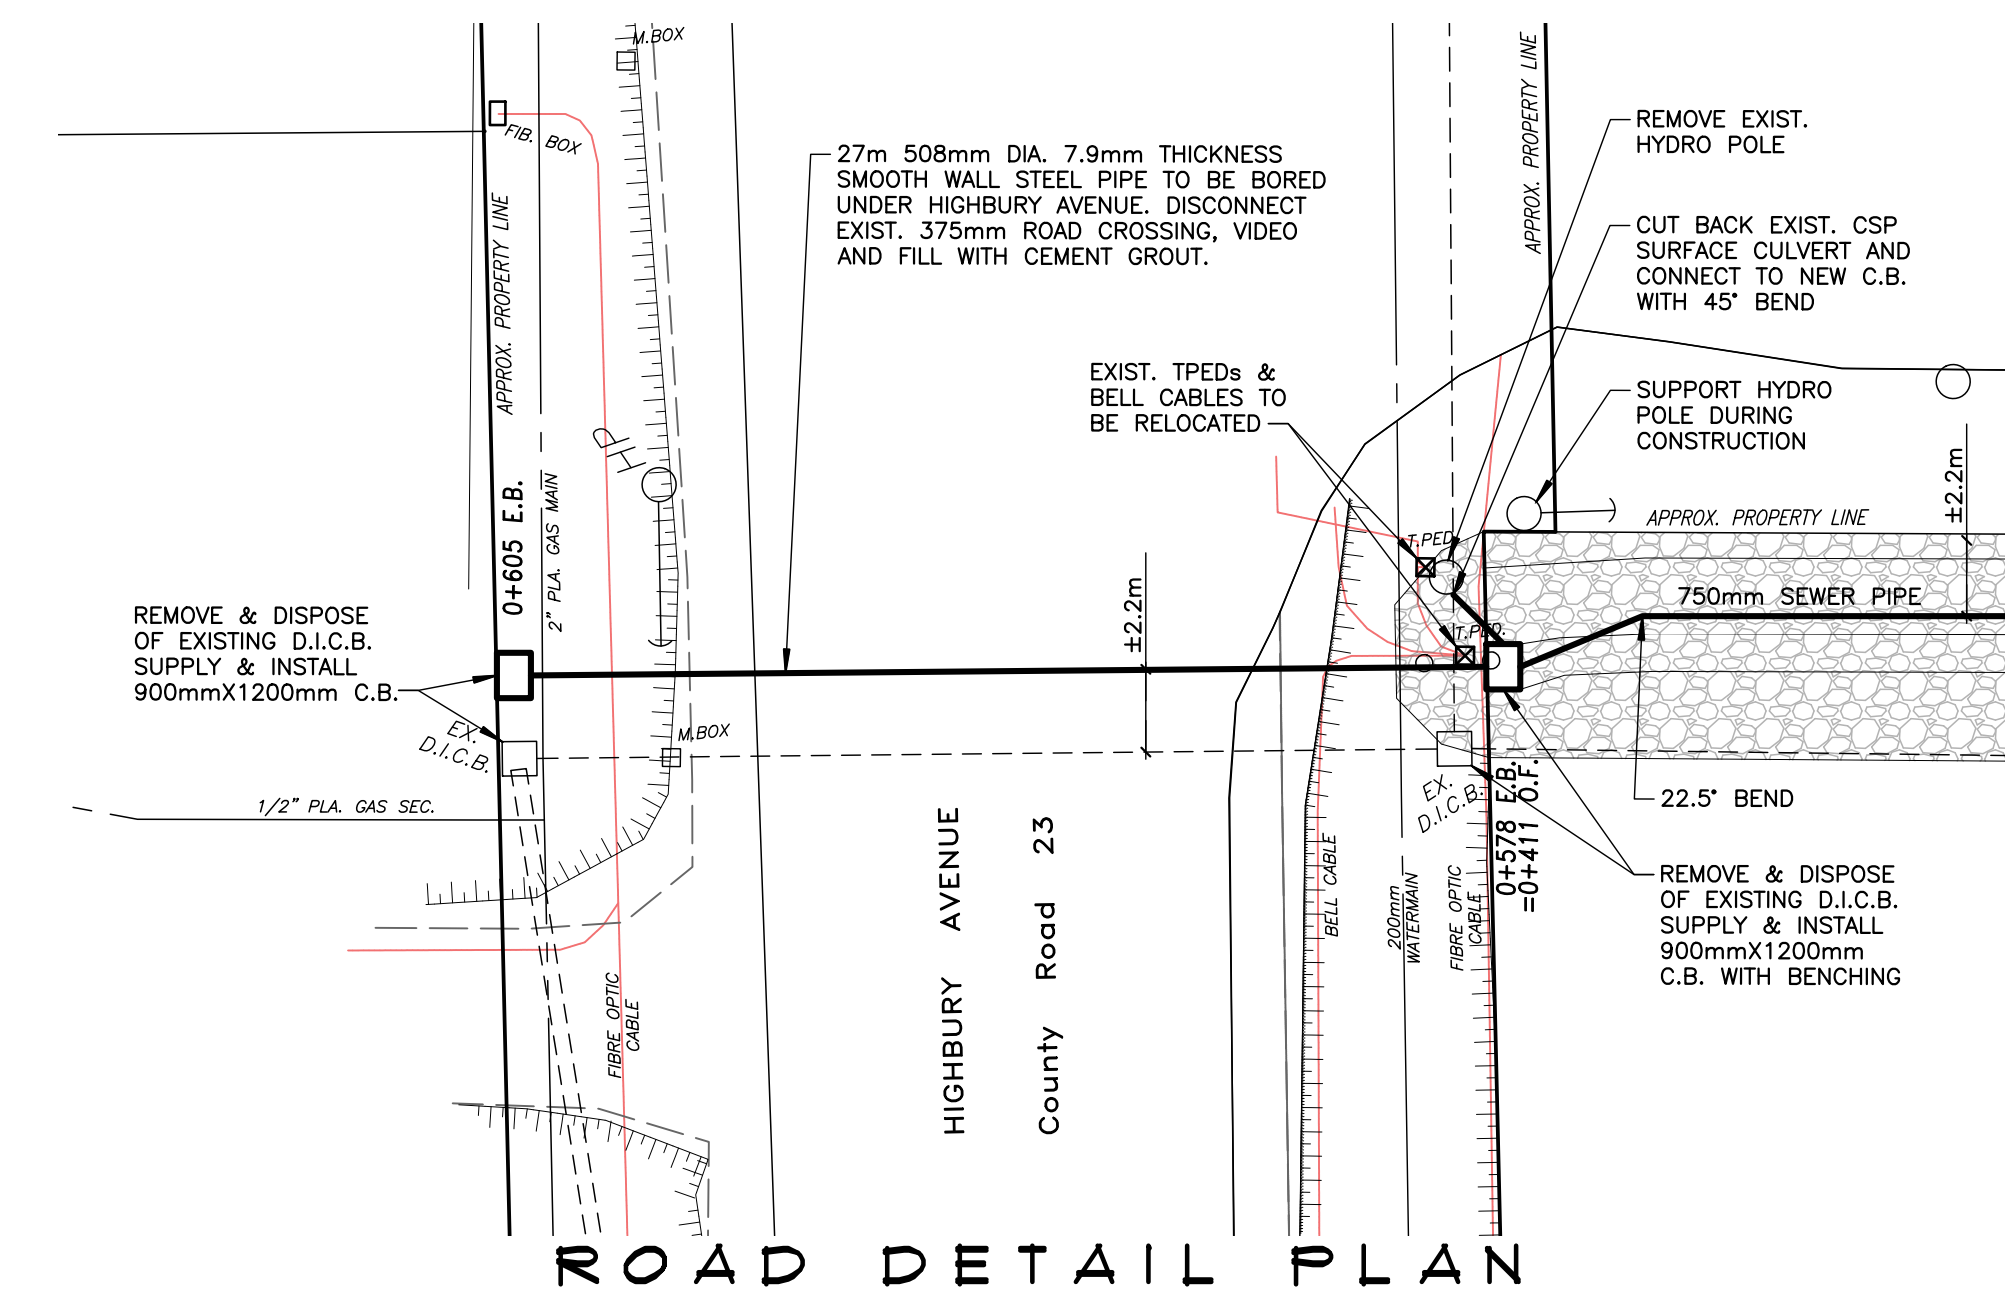 M.BOX
FIB. BOX
APPROX. PROPERTY LINE
27m 508mm DIA. 7.9mm THICKNESS
SMOOTH WALL STEEL PIPE TO BE BORED
UNDER HIGHBURY AVENUE. DISCONNECT
EXIST. 375mm ROAD CROSSING, VIDEO
AND FILL WITH CEMENT GROUT.
APPROX. PROPERTY LINE
REMOVE EXIST.
HYDRO POLE
CUT BACK EXIST. CSP
SURFACE CULVERT AND
CONNECT TO NEW C.B.
WITH 45° BEND
EXIST. TPEDs &
BELL CABLES TO
BE RELOCATED
SUPPORT HYDRO
POLE DURING
CONSTRUCTION
HP
0+605 E.B.
2" PLA. GAS MAIN
±2.2m
APPROX. PROPERTY LINE
T.PED.
±2.2m
750mm SEWER PIPE
T.PED.
REMOVE & DISPOSE
OF EXISTING D.I.C.B.
SUPPLY & INSTALL
900mmX1200mm C.B.
EX.
D.I.C.B.
M.BOX
1/2" PLA. GAS SEC.
EX.
D.I.C.B.
0+578 E.B.
=0+411 O.F.
22.5° BEND
HIGHBURY AVENUE
County Road 23
BELL CABLE
200mm
WATERMAIN
FIBRE OPTIC
CABLE
REMOVE & DISPOSE
OF EXISTING D.I.C.B.
SUPPLY & INSTALL
900mmX1200mm
C.B. WITH BENCHING
FIBRE OPTIC
CABLE
ROAD DETAIL PLAN